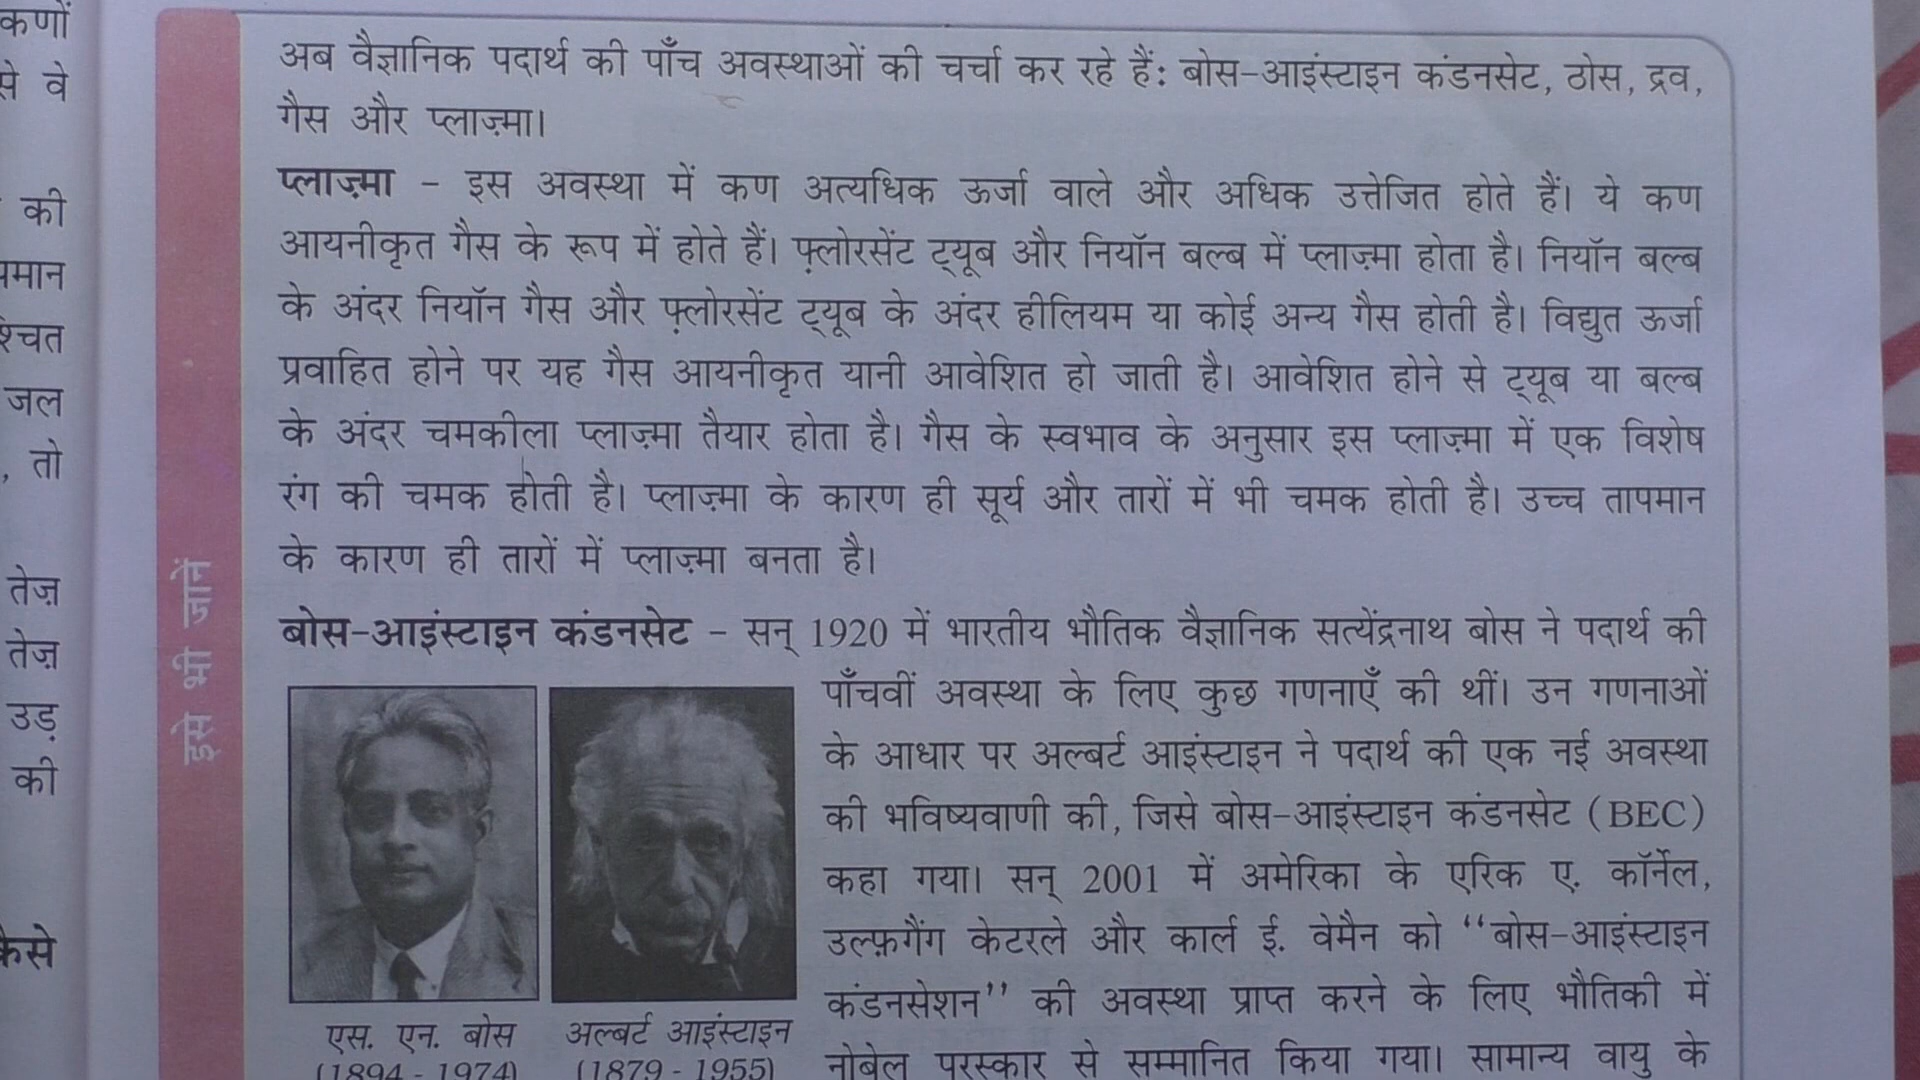 कणों
से वे
की
श्चित
जल
, तो
तेज़
तेज़
उड़
की
कैसे
इसे भी जानें
अब वैज्ञानिक पदार्थ की पाँच अवस्थाओं की चर्चा कर रहे हैं: बोस-आइंस्टाइन कंडनसेट, ठोस, द्रव,
गैस और प्लाज़्मा।
प्लाज़्मा - इस अवस्था में कण अत्यधिक ऊर्जा वाले और अधिक उत्तेजित होते हैं। ये कण
आयनीकृत गैस के रूप में होते हैं। फ़्लोरसेंट ट्यूब और नियॉन बल्ब में प्लाज़्मा होता है। नियॉन बल्ब
के अंदर नियॉन गैस और फ़्लोरसेंट ट्यूब के अंदर हीलियम या कोई अन्य गैस होती है। विद्युत ऊर्जा
प्रवाहित होने पर यह गैस आयनीकृत यानी आवेशित हो जाती है। आवेशित होने से ट्यूब या बल्ब
के अंदर चमकीला प्लाज़्मा तैयार होता है। गैस के स्वभाव के अनुसार इस प्लाज़्मा में एक विशेष
रंग की चमक होती है। प्लाज़्मा के कारण ही सूर्य और तारों में भी चमक होती है। उच्च तापमान
के कारण ही तारों में प्लाज़्मा बनता है।
बोस-आइंस्टाइन कंडनसेट - सन् 1920 में भारतीय भौतिक वैज्ञानिक सत्येंद्रनाथ बोस ने पदार्थ की
पाँचवीं अवस्था के लिए कुछ गणनाएँ की थीं। उन गणनाओं
के आधार पर अल्बर्ट आइंस्टाइन ने पदार्थ की एक नई अवस्था
की भविष्यवाणी की, जिसे बोस-आइंस्टाइन कंडनसेट (BEC)
कहा गया। सन् 2001 में अमेरिका के एरिक ए. कॉर्नेल,
उल्फ़गैंग केटरले और कार्ल ई. वेमैन को “बोस-आइंस्टाइन
कंडनसेशन” की अवस्था प्राप्त करने के लिए भौतिकी में
नोबेल पुरस्कार से सम्मानित किया गया। सामान्य वायु के
एस. एन. बोस
(1894 - 1974)
अल्बर्ट आइंस्टाइन
(1879 - 1955)